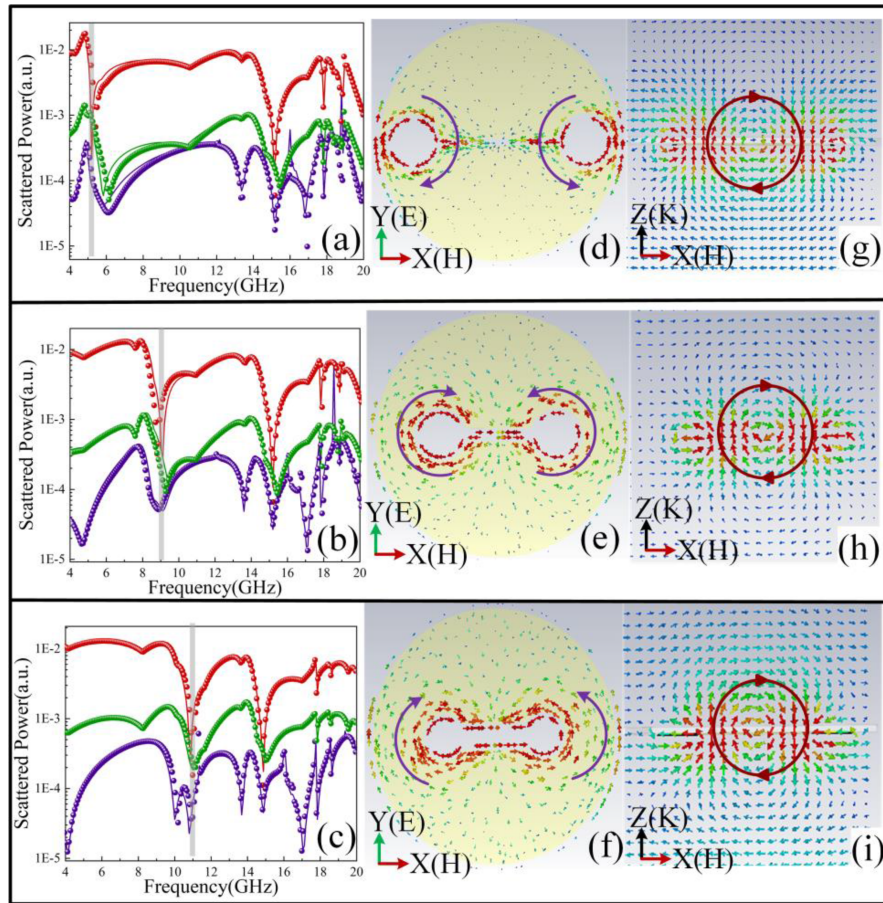 1E-2
1E-3
1E-4
1E-5
Scattered Power(a.u.)
4 6 8 10 12 14 16 18 20
Frequency(GHz)
(a)
Y(E)
X(H)
(d)
Z(K)
X(H)
(g)
1E-2
1E-3
1E-4
1E-5
Scattered Power(a.u.)
4 6 8 10 12 14 16 18 20
Frequency(GHz)
(b)
Y(E)
X(H)
(e)
Z(K)
X(H)
(h)
1E-2
1E-3
1E-4
1E-5
Scattered Power(a.u.)
4 6 8 10 12 14 16 18 20
Frequency(GHz)
(c)
Y(E)
X(H)
(f)
Z(K)
X(H)
(i)